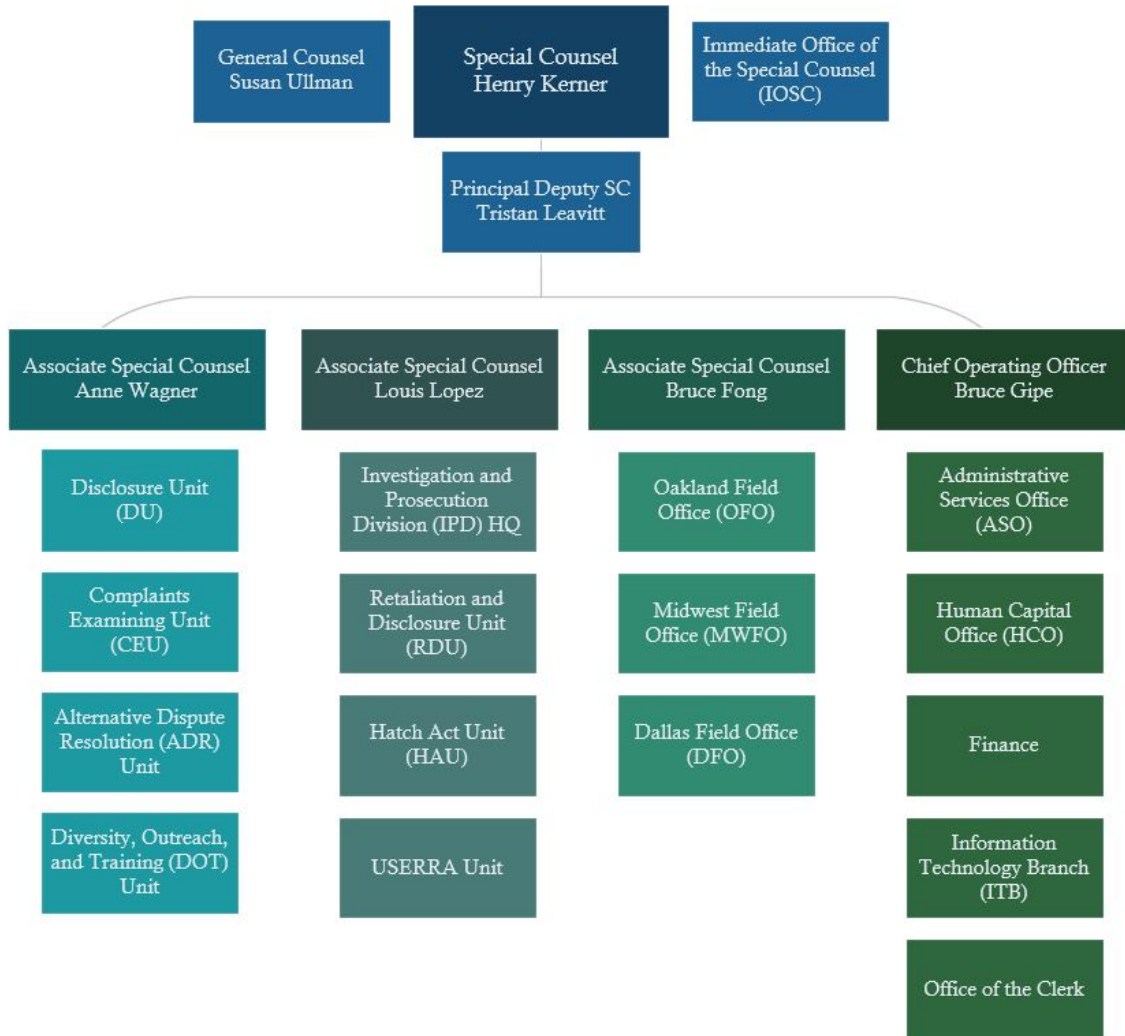 General Counsel
Susan Ullman
Special Counsel
Henry Kerner
Immediate Office of
the Special Counsel
(IOSC)
Principal Deputy SC
Tristan Leavitt
Associate Special Counsel
Anne Wagner
Associate Special Counsel
Louis Lopez
Associate Special Counsel
Bruce Fong
Chief Operating Officer
Bruce Gipe
Disclosure Unit
(DU)
Complaints
Examining Unit
(CEU)
Alternative Dispute
Resolution (ADR)
Unit
Diversity, Outreach,
and Training (DOT)
Unit
Investigation and
Prosecution
Division (IPD) HQ
Retaliation and
Disclosure Unit
(RDU)
Hatch Act Unit
(HAU)
USERRA Unit
Oakland Field
Office (OFO)
Midwest Field
Office (MWFO)
Dallas Field Office
(DFO)
Administrative
Services Office
(ASO)
Human Capital
Office (HCO)
Finance
Information
Technology Branch
(ITB)
Office of the Clerk